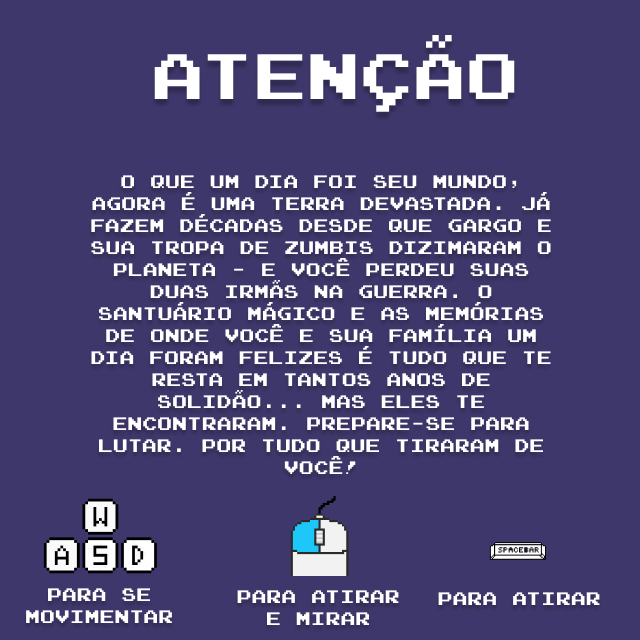 ATENÇÃO
O QUE UM DIA FOI SEU MUNDO,
AGORA É UMA TERRA DEVASTADA. JÁ
FAZEM DÉCADAS DESDE QUE GARGO E
SUA TROPA DE ZUMBIS DIZIMARAM O
PLANETA - E VOCÊ PERDEU SUAS
DUAS IRMÃS NA GUERRA. O
SANTUÁRIO MÁGICO E AS MEMÓRIAS
DE ONDE VOCÊ E SUA FAMÍLIA UM
DIA FORAM FELIZES É TUDO QUE TE
RESTA EM TANTOS ANOS DE
SOLIDÃO... MAS ELES TE
ENCONTRARAM. PREPARE-SE PARA
LUTAR. POR TUDO QUE TIRARAM DE
VOCÊ!
W
A S D
PARA SE
MOVIMENTAR
PARA ATIRAR
E MIRAR
SPACEBAR
PARA ATIRAR